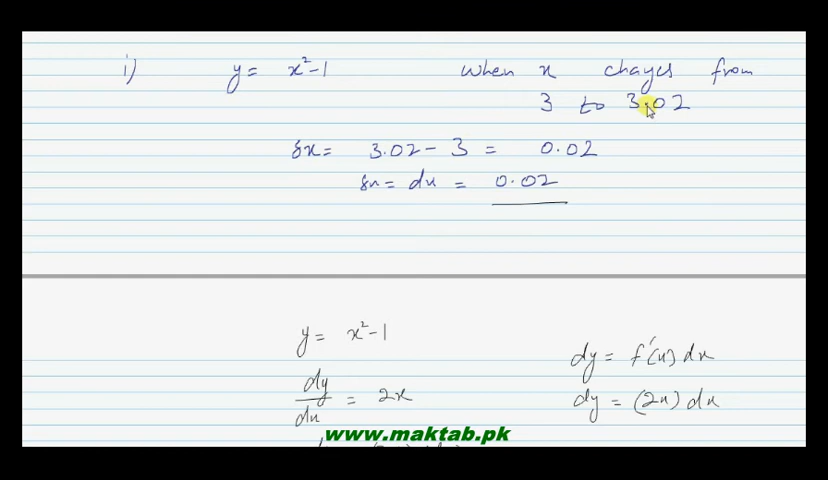 i) y = x²-1 when x chayes from
3 to 3.02
δx = 3.02 - 3 = 0.02
δx = dx = 0.02
y = x²-1
dy = f'(x) dx
dy/dx = 2x
dy = (2x) dx
www.maktab.pk